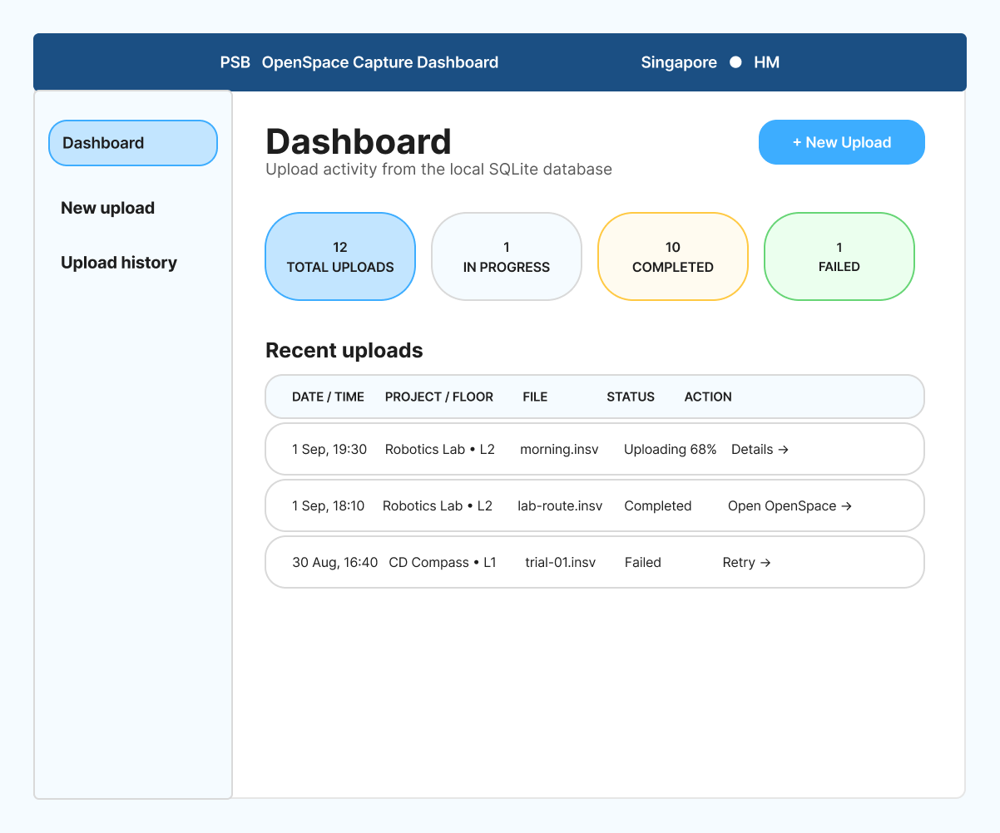 PSB OpenSpace Capture Dashboard Singapore ● HM
Dashboard
New upload
Upload history
Dashboard
Upload activity from the local SQLite database
+ New Upload
12
TOTAL UPLOADS
1
IN PROGRESS
10
COMPLETED
1
FAILED
Recent uploads
DATE / TIME PROJECT / FLOOR FILE STATUS ACTION
1 Sep, 19:30 Robotics Lab • L2 morning.insv Uploading 68% Details →
1 Sep, 18:10 Robotics Lab • L2 lab-route.insv Completed Open OpenSpace →
30 Aug, 16:40 CD Compass • L1 trial-01.insv Failed Retry →